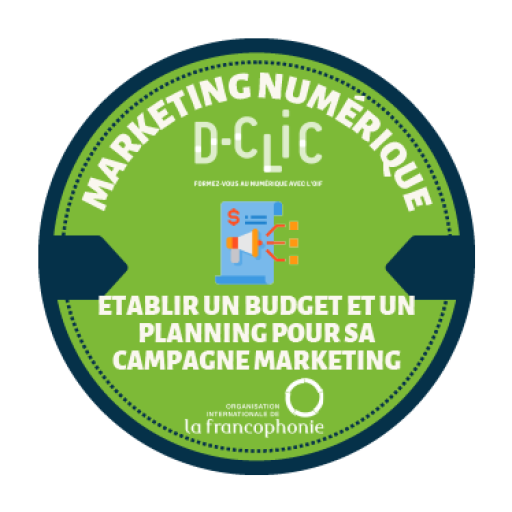 MARKETING NUMÉRIQUE
D-CLiC
FORMEZ-VOUS AU NUMÉRIQUE AVEC L'OIF
$
ETABLIR UN BUDGET ET UN
PLANNING POUR SA
CAMPAGNE MARKETING
ORGANISATION
INTERNATIONALE DE
la francophonie